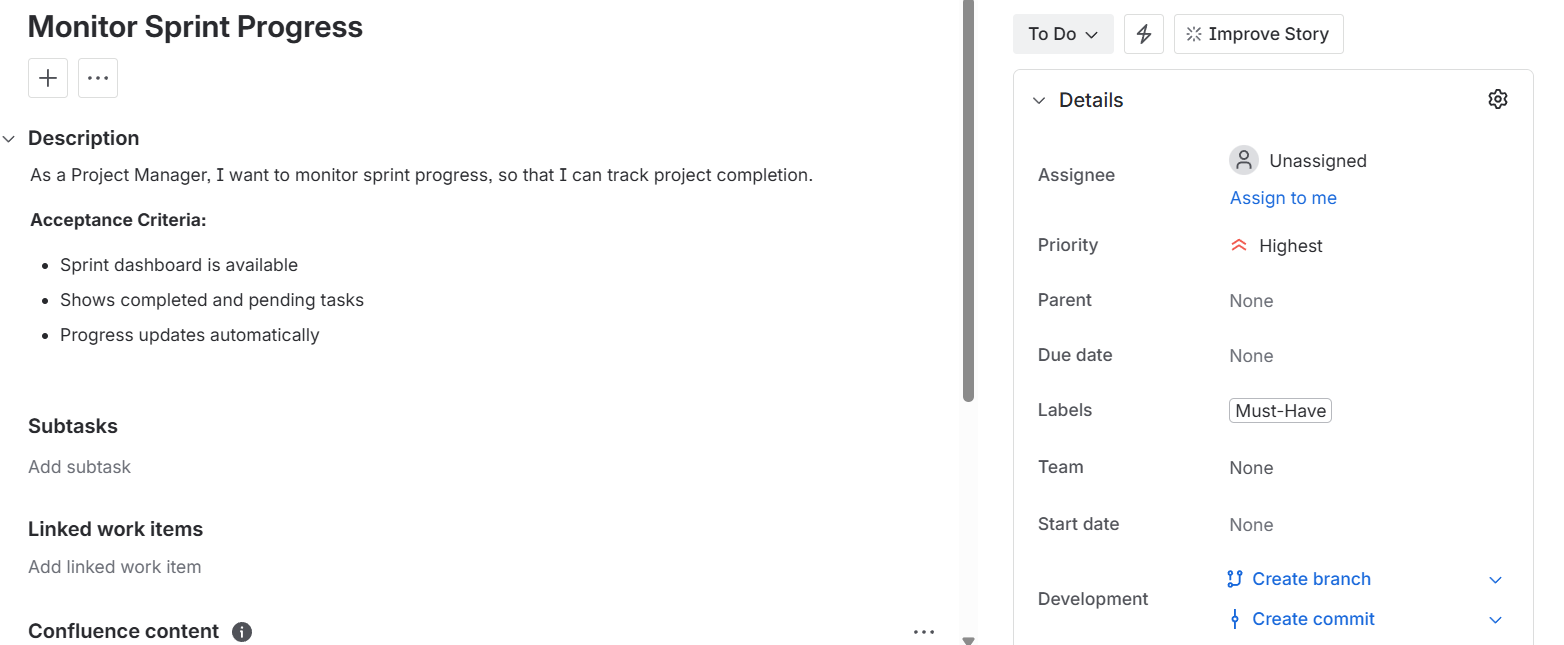 Monitor Sprint Progress
Description
As a Project Manager, I want to monitor sprint progress, so that I can track project completion.
Acceptance Criteria:
• Sprint dashboard is available
• Shows completed and pending tasks
• Progress updates automatically
Subtasks
Add subtask
Linked work items
Add linked work item
Confluence content
To Do
Improve Story
Details
Assignee
Unassigned
Assign to me
Priority
Highest
Parent
None
Due date
None
Labels
Must-Have
Team
None
Start date
None
Development
Create branch
Create commit